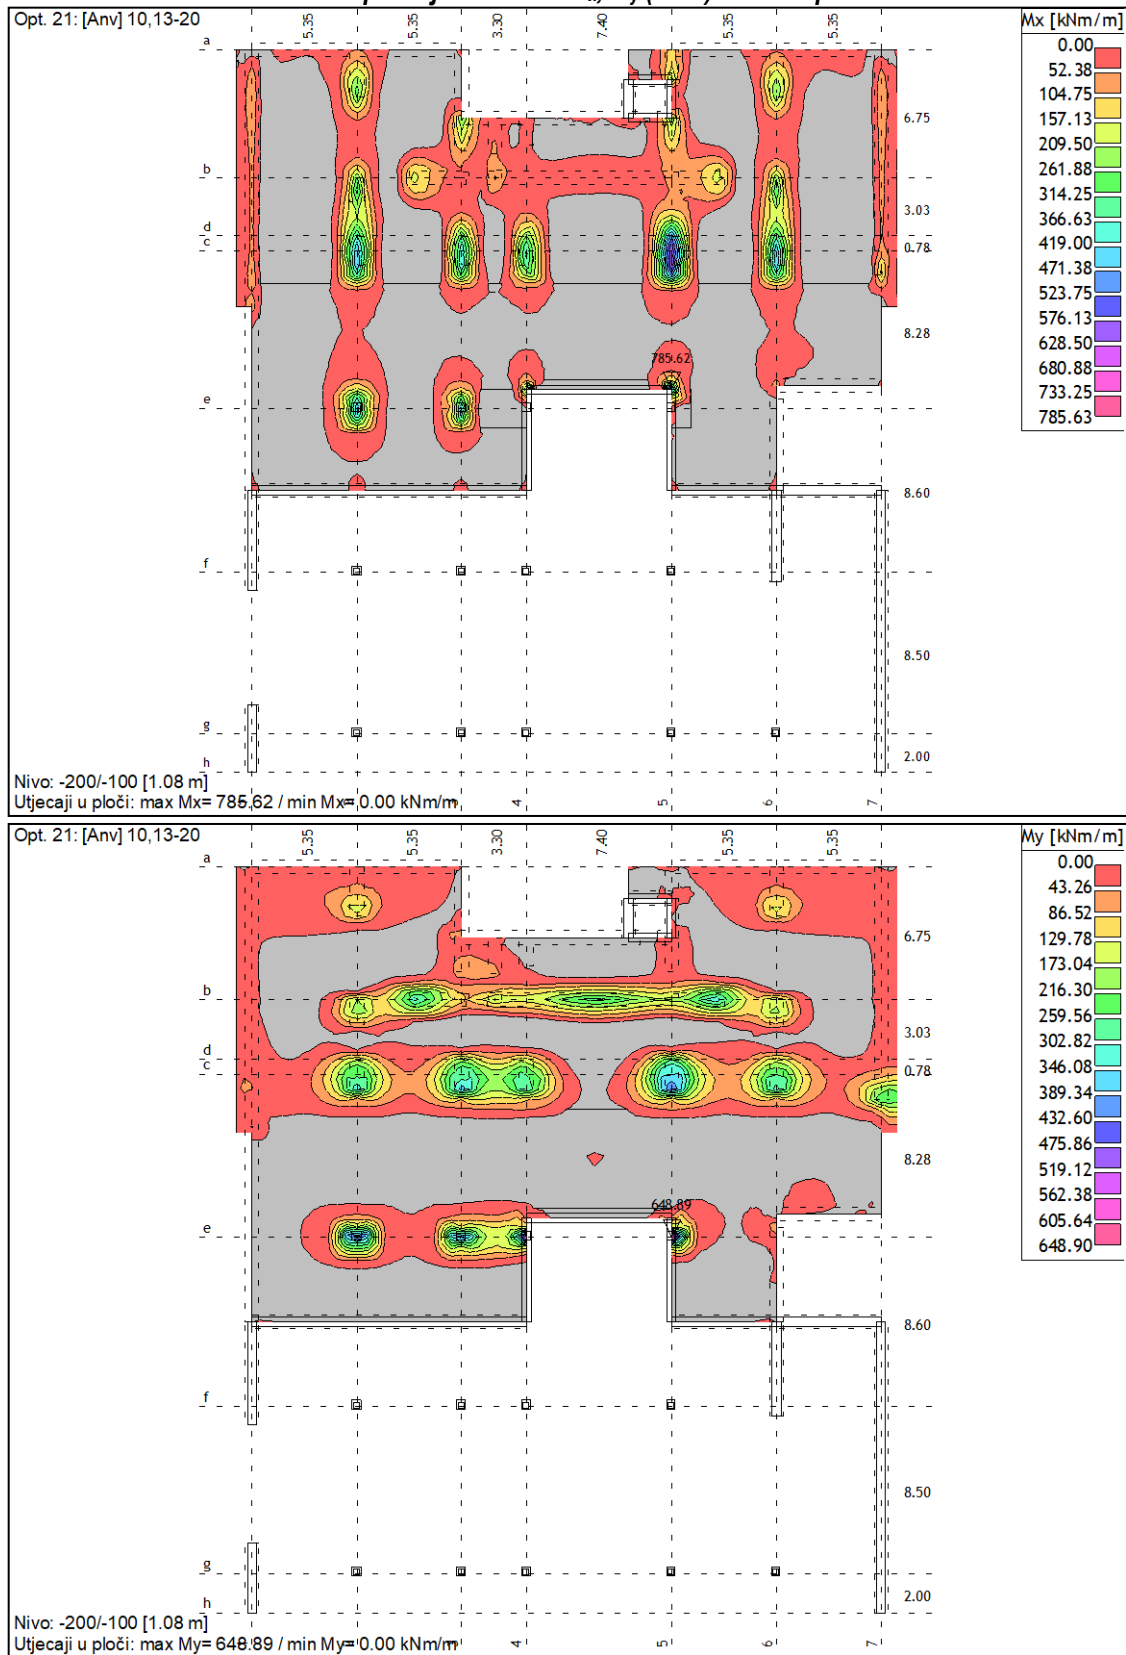 Opt. 21: [Anv] 10,13-20
5.35
5.35
3.30
7.40
5.35
5.35
Mx [kNm/m]
0.00
52.38
104.75
157.13
209.50
261.88
314.25
366.63
419.00
471.38
523.75
576.13
628.50
680.88
733.25
785.63
a
b
d
c
e
f
g
h
6.75
3.03
0.78
8.28
8.60
8.50
2.00
785.62
4
5
6
7
Nivo: -200/-100 [1.08 m]
Utjecaji u ploči: max Mx= 785.62 / min Mx= 0.00 kNm/m
Opt. 21: [Anv] 10,13-20
5.35
5.35
3.30
7.40
5.35
5.35
My [kNm/m]
0.00
43.26
86.52
129.78
173.04
216.30
259.56
302.82
346.08
389.34
432.60
475.86
519.12
562.38
605.64
648.90
a
b
d
c
e
f
g
h
6.75
3.03
0.78
8.28
8.60
8.50
2.00
648.89
4
5
6
7
Nivo: -200/-100 [1.08 m]
Utjecaji u ploči: max My= 648.89 / min My= 0.00 kNm/m